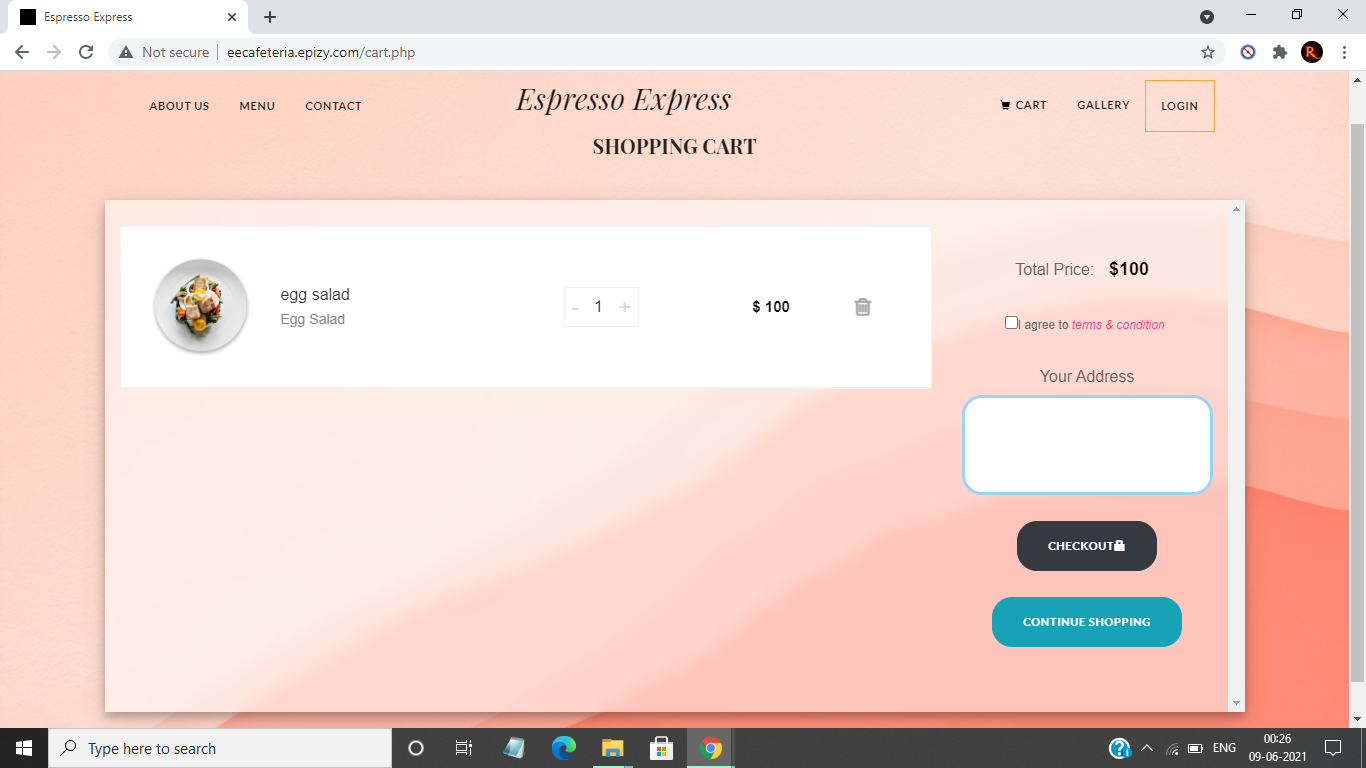 Espresso Express
Not secure
eecafeteria.epizy.com/cart.php
R
ABOUT US MENU CONTACT
Espresso Express
CART GALLERY LOGIN
SHOPPING CART
egg salad
Egg Salad
- 1 +
$ 100
Total Price: $100
I agree to terms & condition
Your Address
CHECKOUT
CONTINUE SHOPPING
Type here to search
ENG
00:26
09-06-2021